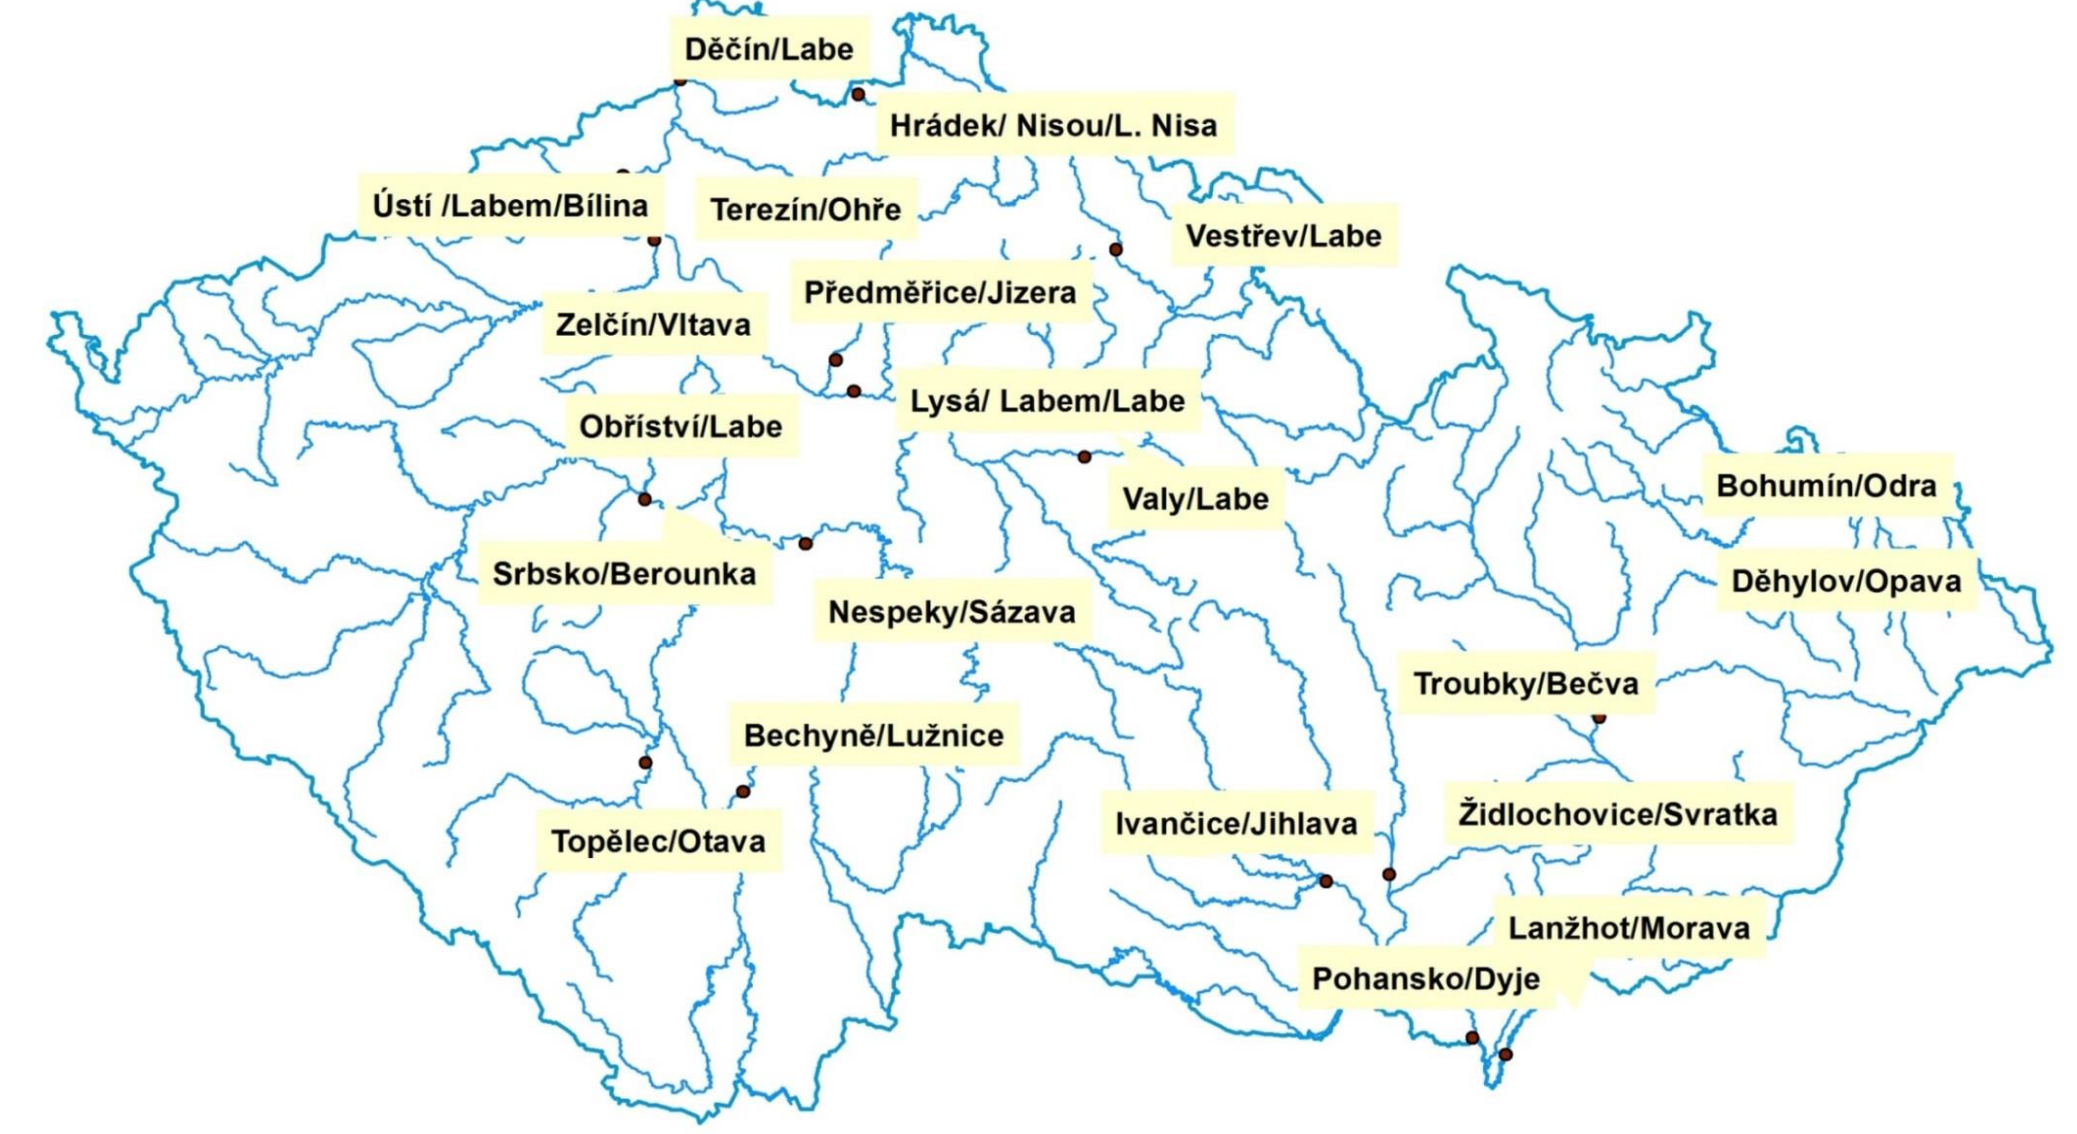 Děčín/Labe
Hrádek/ Nisou/L. Nisa
Ústí /Labem/Bílina
Terezín/Ohře
Vestřev/Labe
Předměřice/Jizera
Zelčín/Vltava
Lysá/ Labem/Labe
Obříství/Labe
Valy/Labe
Bohumín/Odra
Srbsko/Berounka
Děhylov/Opava
Nespeky/Sázava
Troubky/Bečva
Bechyně/Lužnice
Židlochovice/Svratka
Ivančice/Jihlava
Topělec/Otava
Lanžhot/Morava
Pohansko/Dyje